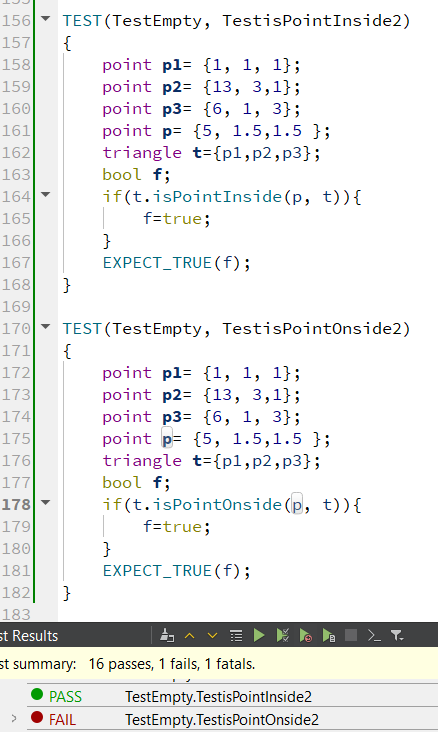 156 TEST(TestEmpty, TestisPointInside2)
157 {
158 point p1= {1, 1, 1};
159 point p2= {13, 3,1};
160 point p3= {6, 1, 3};
161 point p= {5, 1.5,1.5 };
162 triangle t={p1,p2,p3};
163 bool f;
164 if(t.isPointInside(p, t)){
165 f=true;
166 }
167 EXPECT_TRUE(f);
168 }
169
170 TEST(TestEmpty, TestisPointOnside2)
171 {
172 point p1= {1, 1, 1};
173 point p2= {13, 3,1};
174 point p3= {6, 1, 3};
175 point p= {5, 1.5,1.5 };
176 triangle t={p1,p2,p3};
177 bool f;
178 if(t.isPointOnside(p, t)){
179 f=true;
180 }
181 EXPECT_TRUE(f);
182 }
183
st Results
st summary: 16 passes, 1 fails, 1 fatals.
PASS TestEmpty.TestisPointInside2
FAIL TestEmpty.TestisPointOnside2